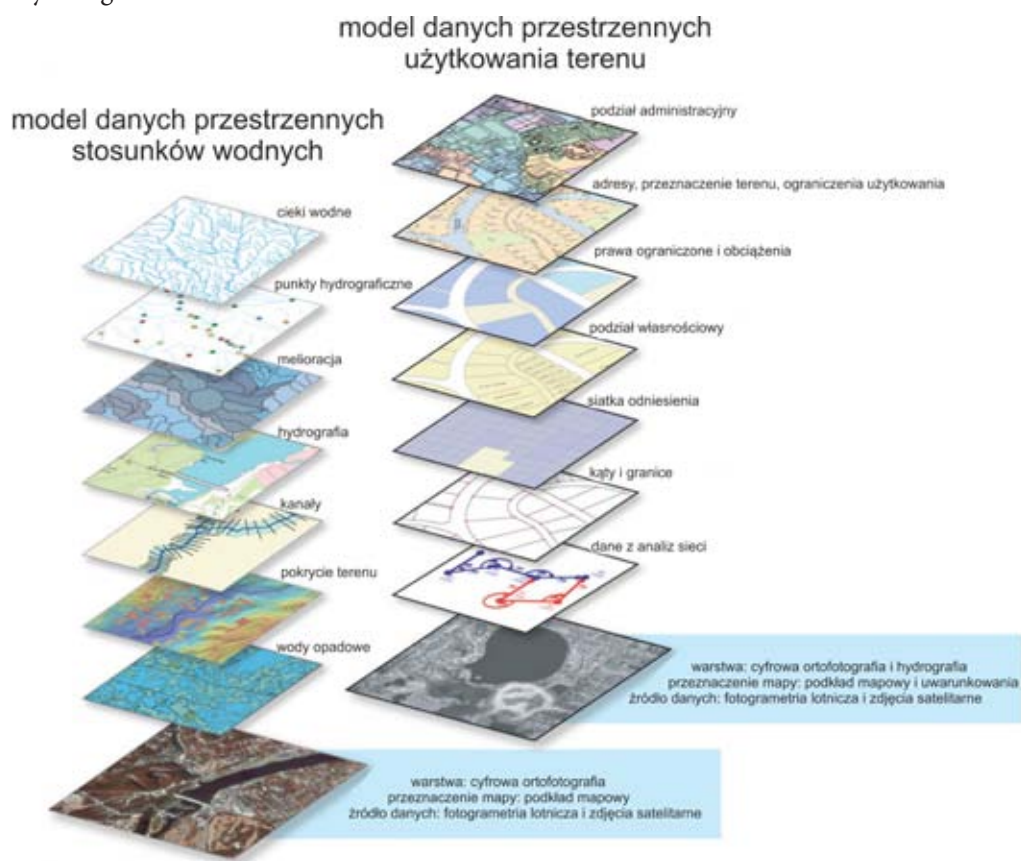 model danych przestrzennych
użytkowania terenu
model danych przestrzennych
stosunków wodnych
podział administracyjny
adresy, przeznaczenie terenu, ograniczenia użytkowania
cieki wodne
prawa ograniczone i obciążenia
punkty hydrograficzne
podział własnościowy
melioracja
siatka odniesienia
hydrografia
kąty i granice
kanały
dane z analiz sieci
pokrycie terenu
wody opadowe
warstwa: cyfrowa ortofotografia i hydrografia
przeznaczenie mapy: podkład mapowy i uwarunkowania
źródło danych: fotogrametria lotnicza i zdjęcia satelitarne
warstwa: cyfrowa ortofotografia
przeznaczenie mapy: podkład mapowy
źródło danych: fotogrametria lotnicza i zdjęcia satelitarne